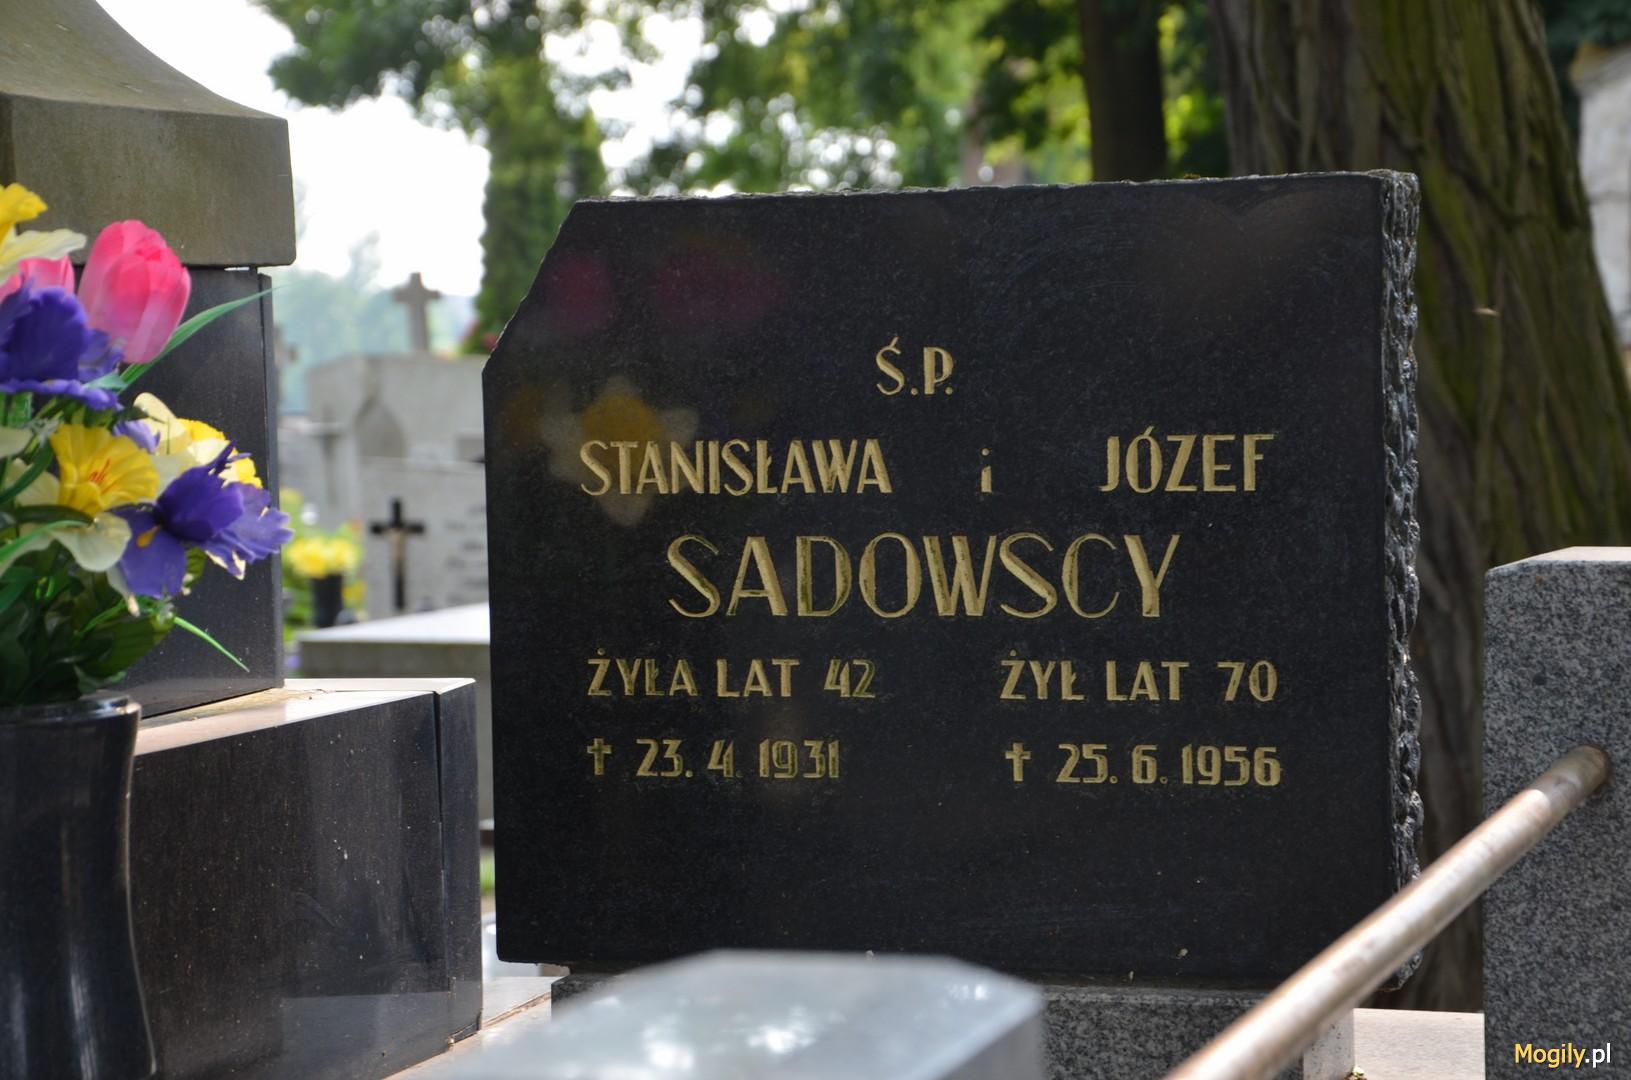 Ś.P.
STANISŁAWA i JÓZEF
SADOWSCY
ŻYŁA LAT 42 ŻYŁ LAT 70
✝ 23.4.1931 ✝ 25.6.1956
Mogily.pl